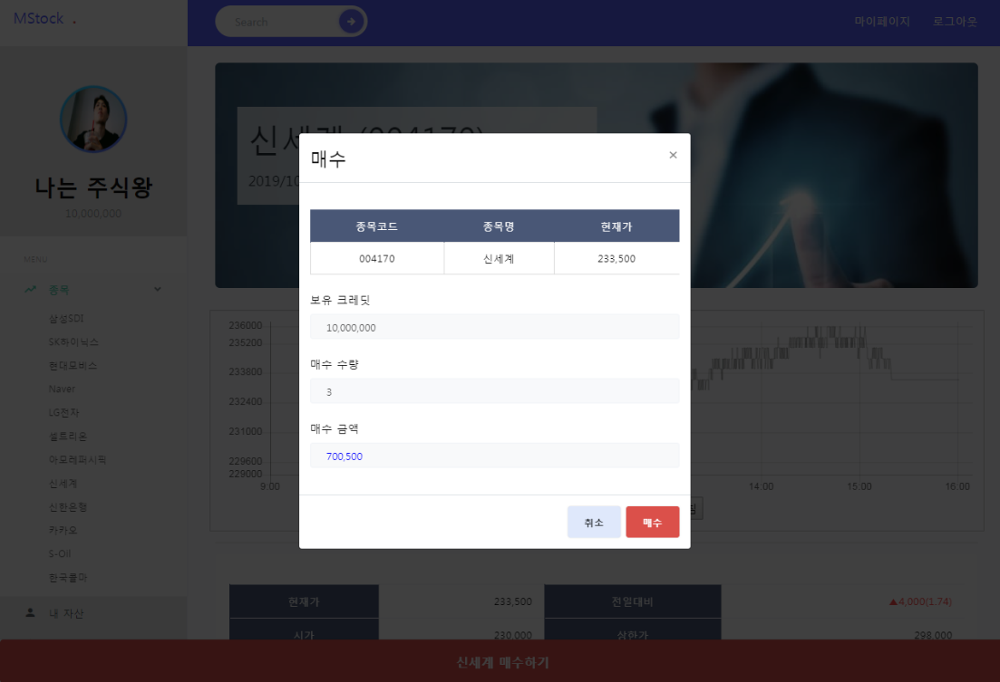 MStock .
Search
마이페이지
로그아웃
나는 주식왕
10,000,000
MENU
종목
삼성SDI
SK하이닉스
현대모비스
Naver
LG전자
셀트리온
아모레퍼시픽
신세계
신한은행
카카오
S-Oil
한국콜마
내 자산
신세계 (004170)
2019/10
매수
×
종목코드 종목명 현재가
004170 신세계 233,500
보유 크레딧
10,000,000
매수 수량
3
매수 금액
700,500
취소 매수
236000
235200
233800
232400
231000
229600
229000
9:00 14:00 15:00 16:00
현재가 233,500 전일대비 ▲4,000(1.74)
시가 230,000 상한가 298,000
신세계 매수하기